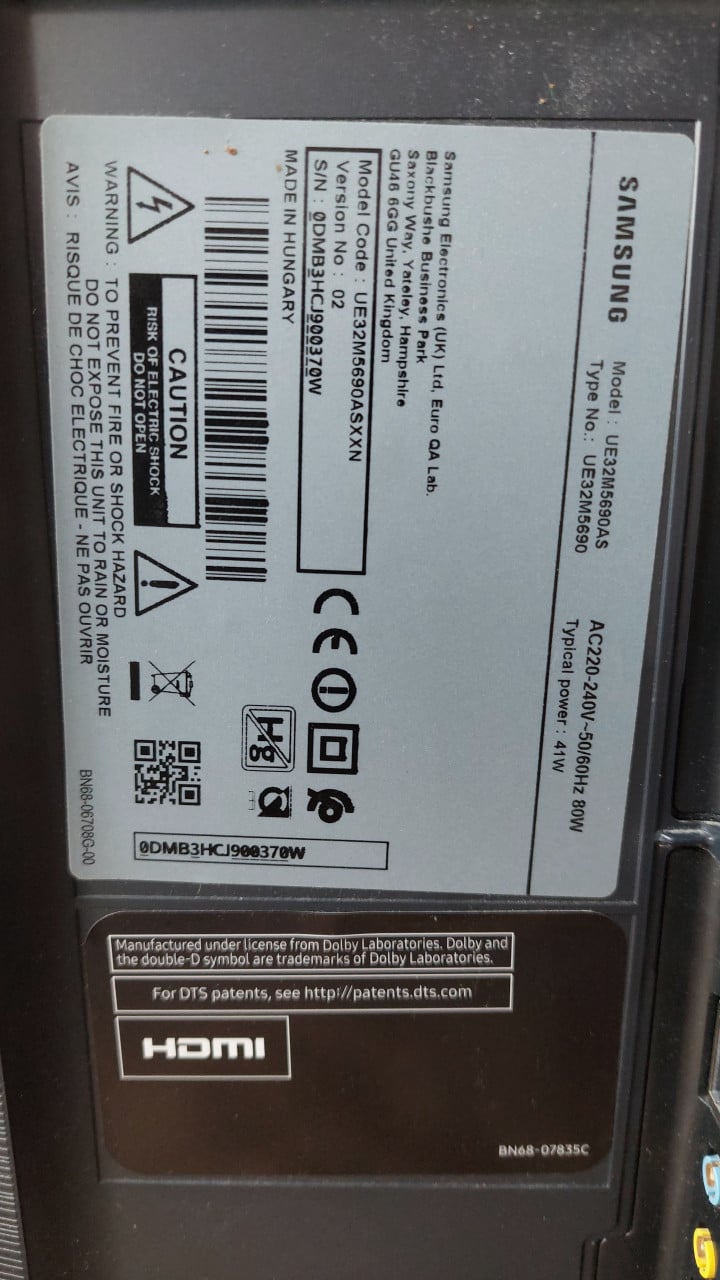 SAMSUNG
Model : UE32M5690AS
Type No.: UE32M5690
AC220-240V~50/60Hz 80W
Typical power : 41W
Samsung Electronics (UK) Ltd, Euro QA Lab.
Blackbushe Business Park
Saxony Way, Yateley, Hampshire
GU46 6GG United Kingdom
Model Code : UE32M5690ASXXN
Version No : 02
S/N : 0DMB3HCJ900370W
MADE IN HUNGARY
CE
Hg
CAUTION
RISK OF ELECTRIC SHOCK
DO NOT OPEN
WARNING : TO PREVENT FIRE OR SHOCK HAZARD
DO NOT EXPOSE THIS UNIT TO RAIN OR MOISTURE
AVIS : RISQUE DE CHOC ELECTRIQUE - NE PAS OUVRIR
0DMB3HCJ900370W
BN68-06708G-00
Manufactured under license from Dolby Laboratories. Dolby and
the double-D symbol are trademarks of Dolby Laboratories.
For DTS patents, see http://patents.dts.com
HDMI
BN68-07835C